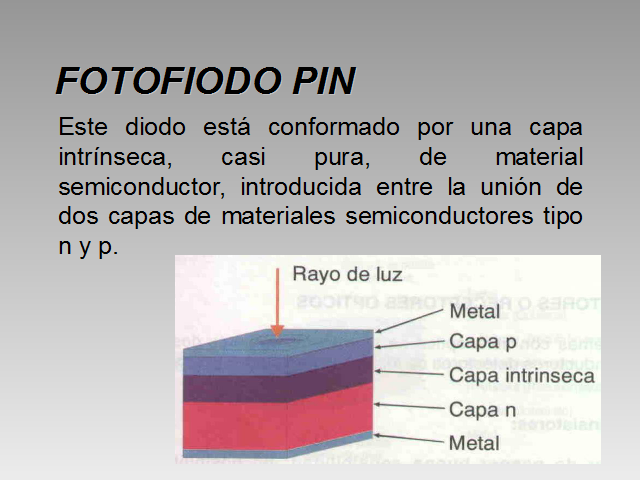 FOTOFIODO PIN
Este diodo está conformado por una capa
intrínseca, casi pura, de material
semiconductor, introducida entre la unión de
dos capas de materiales semiconductores tipo
n y p.
Rayo de luz
Metal
Capa p
Capa intrinseca
Capa n
Metal